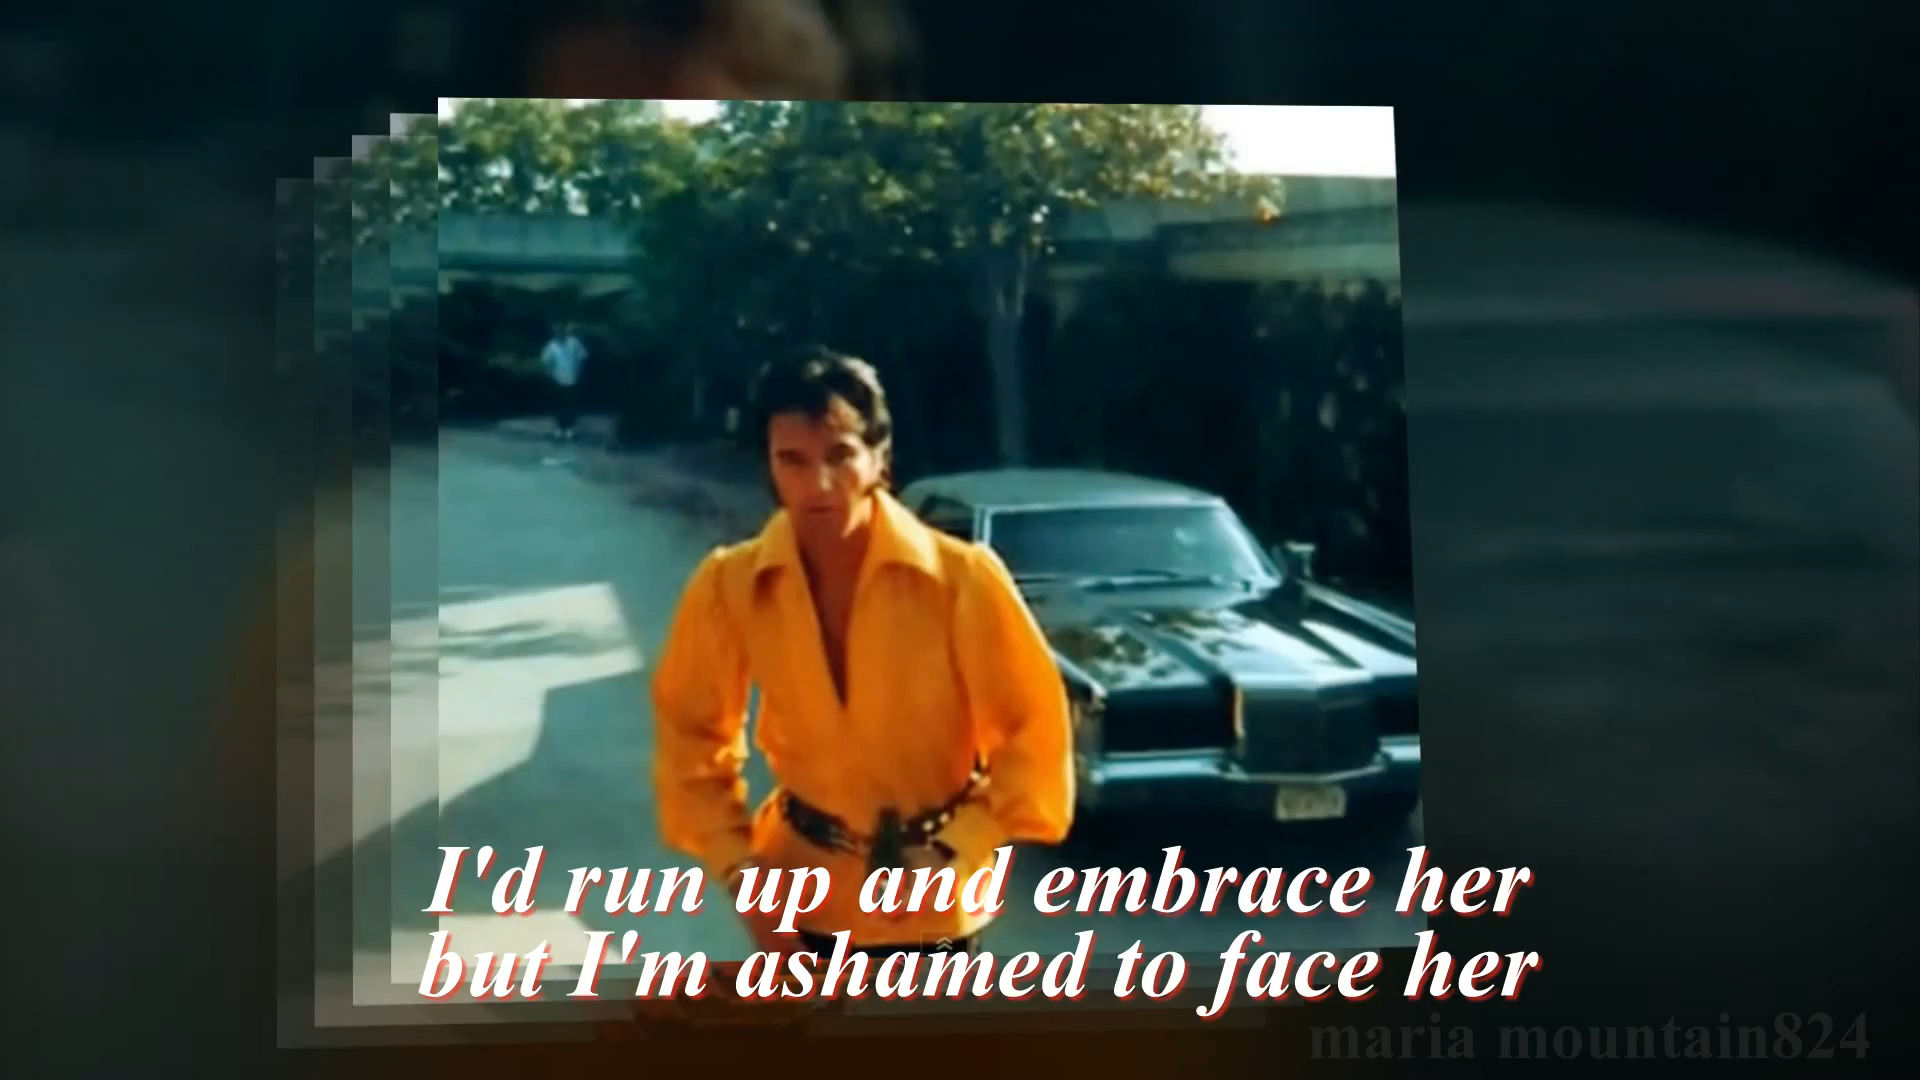 I'd run up and embrace her
but I'm ashamed to face her
maria mountain824